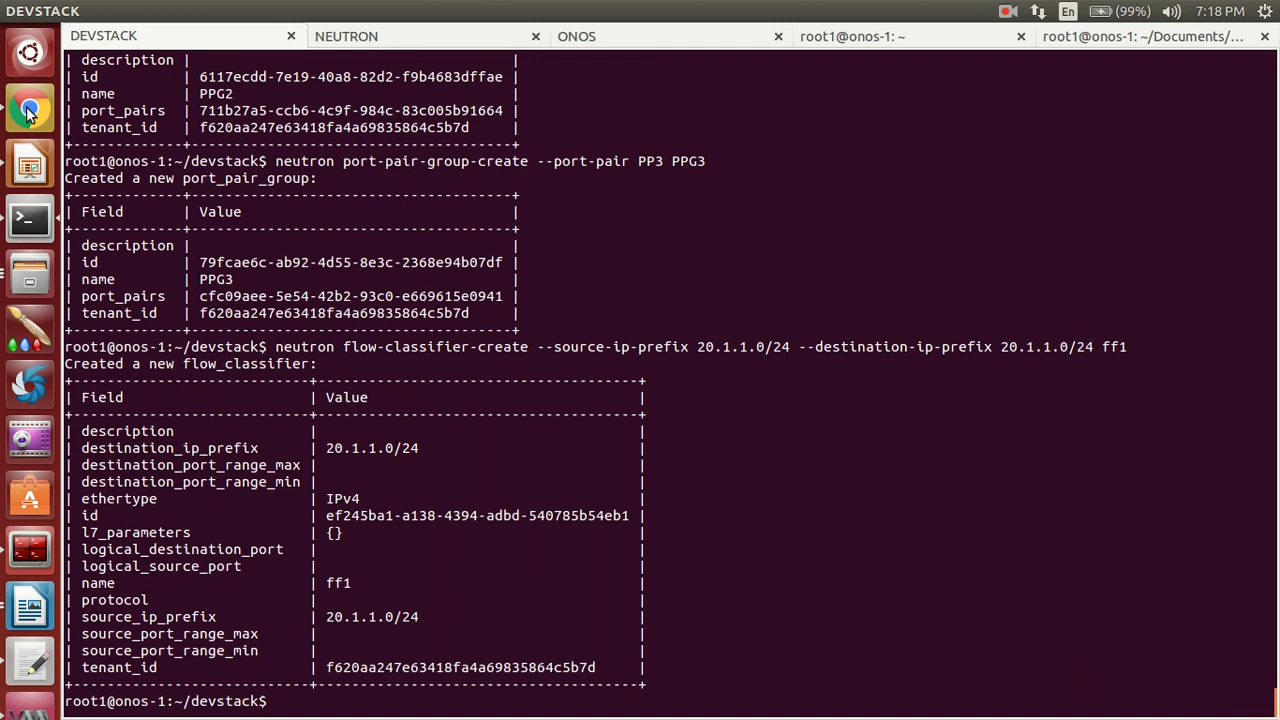 DEVSTACK
En
(99%)
7:18 PM
DEVSTACK
NEUTRON
ONOS
root1@onos-1: ~
root1@onos-1: ~/Documents/...
| description | |
| id | 6117ecdd-7e19-40a8-82d2-f9b4683dffae |
| name | PPG2 |
| port_pairs | 711b27a5-ccb6-4c9f-984c-83c005b91664 |
| tenant_id | f620aa247e63418fa4a69835864c5b7d |
+-------------+--------------------------------------+
root1@onos-1:~/devstack$ neutron port-pair-group-create --port-pair PP3 PPG3
Created a new port_pair_group:
+-------------+--------------------------------------+
| Field | Value |
+-------------+--------------------------------------+
| description | |
| id | 79fcae6c-ab92-4d55-8e3c-2368e94b07df |
| name | PPG3 |
| port_pairs | cfc09aee-5e54-42b2-93c0-e669615e0941 |
| tenant_id | f620aa247e63418fa4a69835864c5b7d |
+-------------+--------------------------------------+
root1@onos-1:~/devstack$ neutron flow-classifier-create --source-ip-prefix 20.1.1.0/24 --destination-ip-prefix 20.1.1.0/24 ff1
Created a new flow_classifier:
+----------------------------+--------------------------------------+
| Field | Value |
+----------------------------+--------------------------------------+
| description | |
| destination_ip_prefix | 20.1.1.0/24 |
| destination_port_range_max | |
| destination_port_range_min | |
| ethertype | IPv4 |
| id | ef245ba1-a138-4394-adbd-540785b54eb1 |
| l7_parameters | {} |
| logical_destination_port | |
| logical_source_port | |
| name | ff1 |
| protocol | |
| source_ip_prefix | 20.1.1.0/24 |
| source_port_range_max | |
| source_port_range_min | |
| tenant_id | f620aa247e63418fa4a69835864c5b7d |
+----------------------------+--------------------------------------+
root1@onos-1:~/devstack$